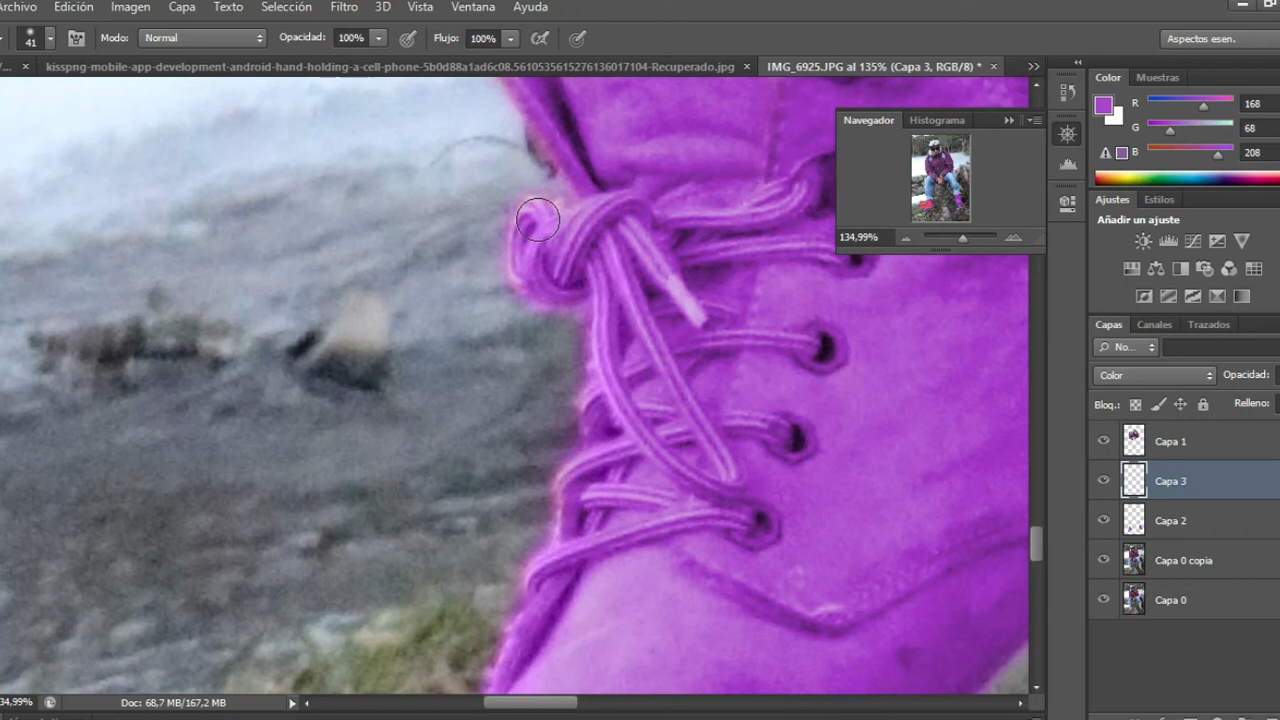 Archivo Edición Imagen Capa Texto Selección Filtro 3D Vista Ventana Ayuda
41 Modo: Normal Opacidad: 100% Flujo: 100% Aspectos esen.
kisspng-mobile-app-development-android-hand-holding-a-cell-phone-5b0d88a1ad6c08.5610535615276136017104-Recuperado.jpg × IMG_6925.JPG al 135% (Capa 3, RGB/8) * ×
Color Muestras
R 168
G 68
B 208
Navegador Histograma
134,99%
Ajustes Estilos
Añadir un ajuste
Capas Canales Trazados
No...
Color Opacidad:
Bloq.: Relleno:
Capa 1
Capa 3
Capa 2
Capa 0 copia
Capa 0
34,99% Doc: 68,7 MB/167,2 MB